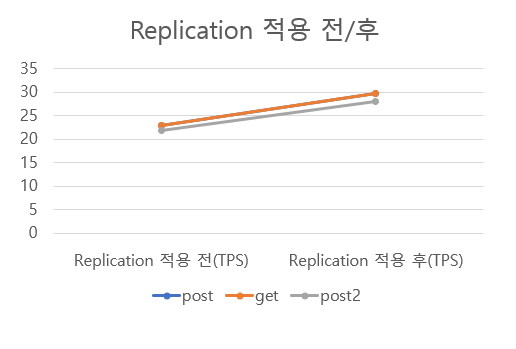 Replication 적용 전/후
35
30
25
20
15
10
5
0
Replication 적용 전(TPS) Replication 적용 후(TPS)
post get post2